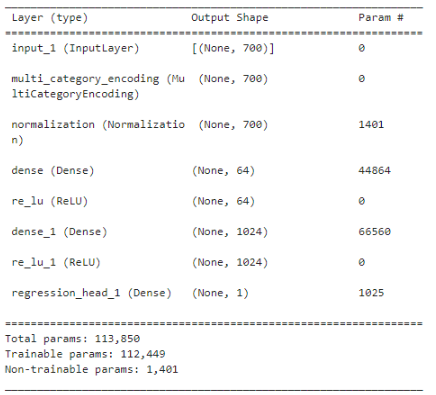 Layer (type) Output Shape Param #
=================================================================
input_1 (InputLayer) [(None, 700)] 0
multi_category_encoding (Mu (None, 700) 0
ltiCategoryEncoding)
normalization (Normalizatio (None, 700) 1401
n)
dense (Dense) (None, 64) 44864
re_lu (ReLU) (None, 64) 0
dense_1 (Dense) (None, 1024) 66560
re_lu_1 (ReLU) (None, 1024) 0
regression_head_1 (Dense) (None, 1) 1025
=================================================================
Total params: 113,850
Trainable params: 112,449
Non-trainable params: 1,401